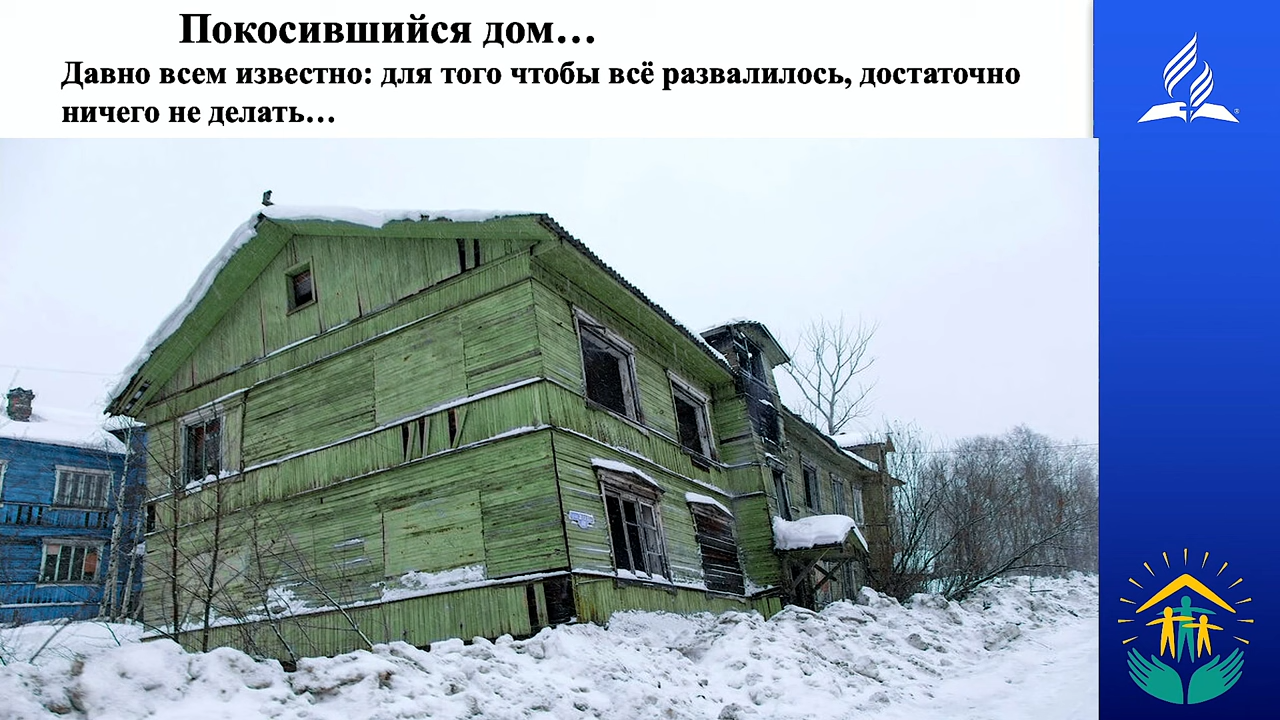 Покосившийся дом…
Давно всем известно: для того чтобы всё развалилось, достаточно
ничего не делать…